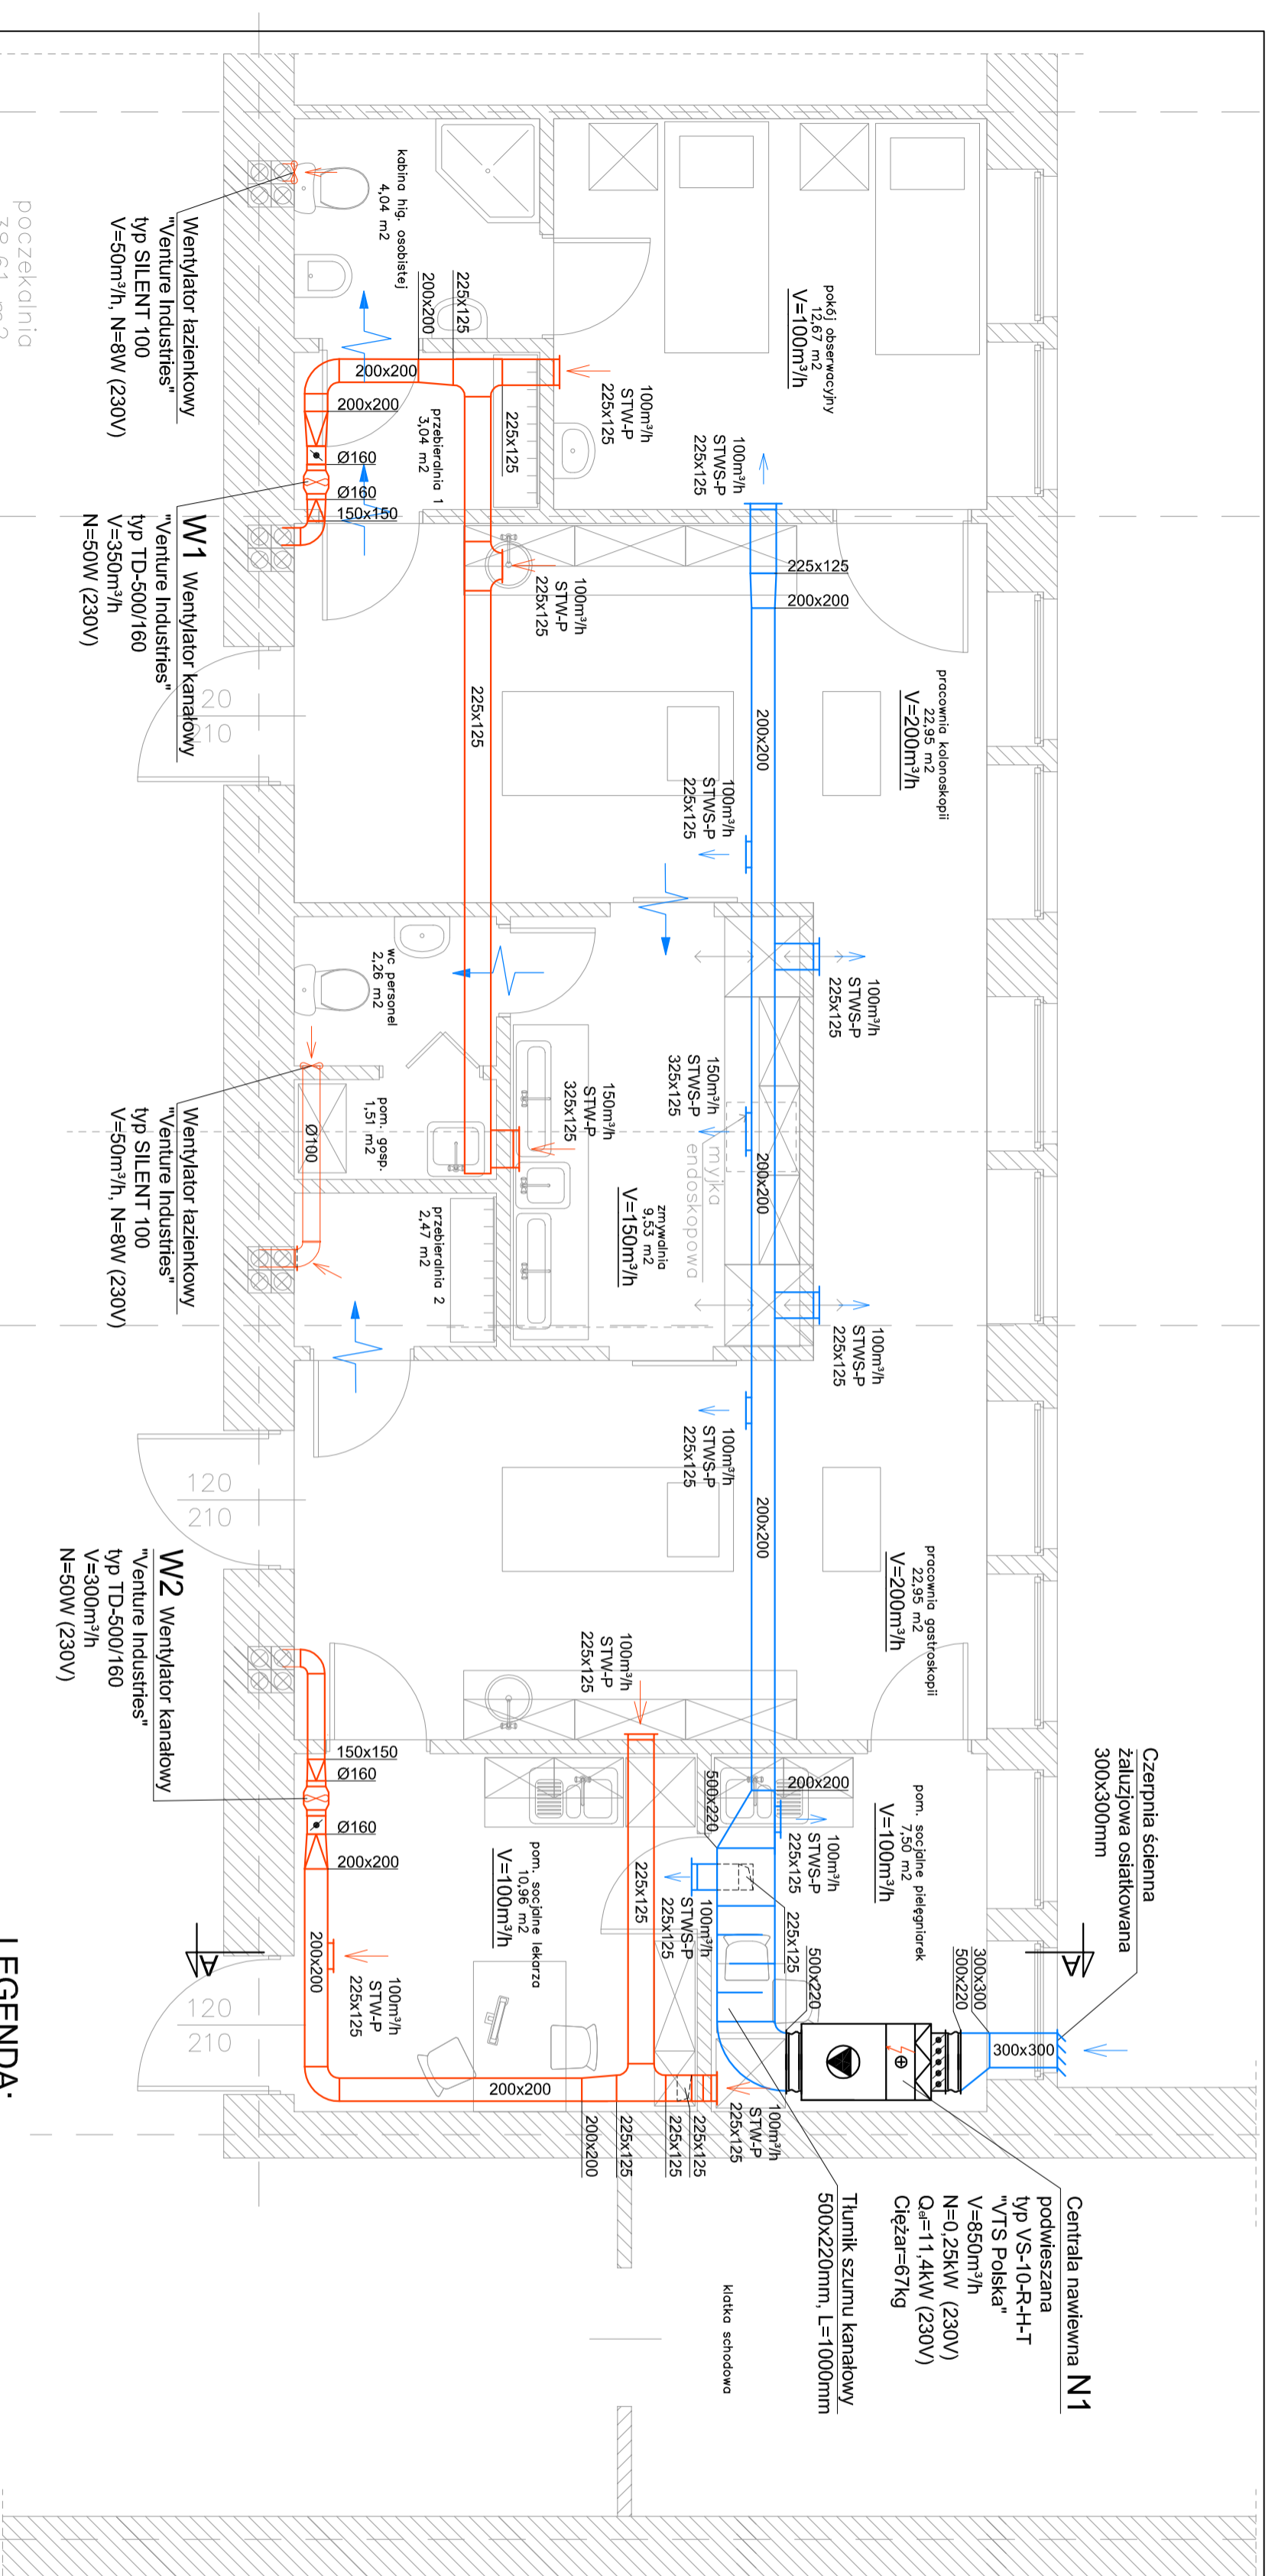 poczekalnia
38,61 m2
kabina hig. osobistej
4,04 m2
Wentylator łazienkowy
"Venture Industries"
typ SILENT 100
V=50m³/h, N=8W (230V)
225x125
200x200
200x200
200x200
Ø160
Ø160
150x150
przebieralnia 1
3,04 m2
225x125
pokój obserwacyjny
12,67 m2
V=100m³/h
100m³/h
STW-P
225x125
100m³/h
STWS-P
225x125
W1 Wentylator kanałowy
"Venture Industries"
typ TD-500/160
V=350m³/h
N=50W (230V)
100m³/h
STW-P
225x125
225x125
200x200
20
210
225x125
200x200
pracownia kolonoskopii
22,95 m2
V=200m³/h
100m³/h
STWS-P
225x125
wc personel
2,26 m2
100m³/h
STWS-P
225x125
150m³/h
STWS-P
325x125
150m³/h
STW-P
325x125
200x200
myjka
endoskopowa
pom. gosp.
1,51 m2
Ø100
Wentylator łazienkowy
"Venture Industries"
typ SILENT 100
V=50m³/h, N=8W (230V)
przebieralnia 2
2,47 m2
zmywalnia
9,53 m2
V=150m³/h
100m³/h
STWS-P
225x125
100m³/h
STWS-P
225x125
120
210
200x200
pracownia gastroskopii
22,95 m2
V=200m³/h
W2 Wentylator kanałowy
"Venture Industries"
typ TD-500/160
V=300m³/h
N=50W (230V)
100m³/h
STW-P
225x125
150x150
Ø160
Ø160
200x200
500x220
200x200
pom. socjalne pielęgniarek
7,50 m2
V=100m³/h
100m³/h
STWS-P
225x125
pom. socjalne lekarza
10,96 m2
V=100m³/h
225x125
100m³/h
STWS-P
225x125
225x125
500x220
300x300
500x220
Czerpnia ścienna
żaluzjowa osiatkowana
300x300mm
A
A
200x200
100m³/h
STW-P
225x125
120
210
300x300
200x200
200x200
225x125
225x125
225x125
100m³/h
STW-P
225x125
Centrala nawiewna N1
podwieszana
typ VS-10-R-H-T
"VTS Polska"
V=850m³/h
N=0,25kW (230V)
Qel=11,4kW (230V)
Ciężar=67kg
Tłumik szumu kanałowy
500x220mm, L=1000mm
klatka schodowa
LEGENDA: